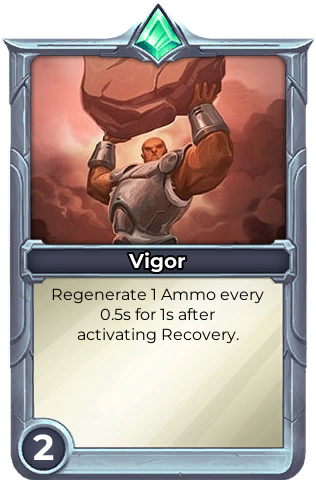 Vigor
Regenerate 1 Ammo every
0.5s for 1s after
activating Recovery.
2